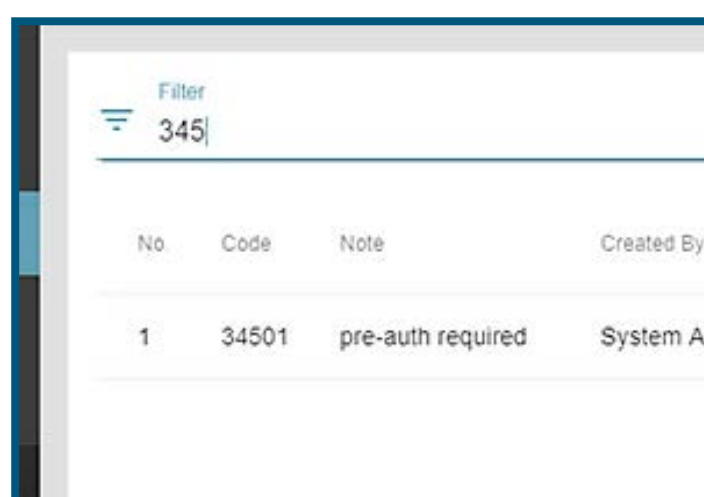 Filter
345
No Code Note Created By
1 34501 pre-auth required System A